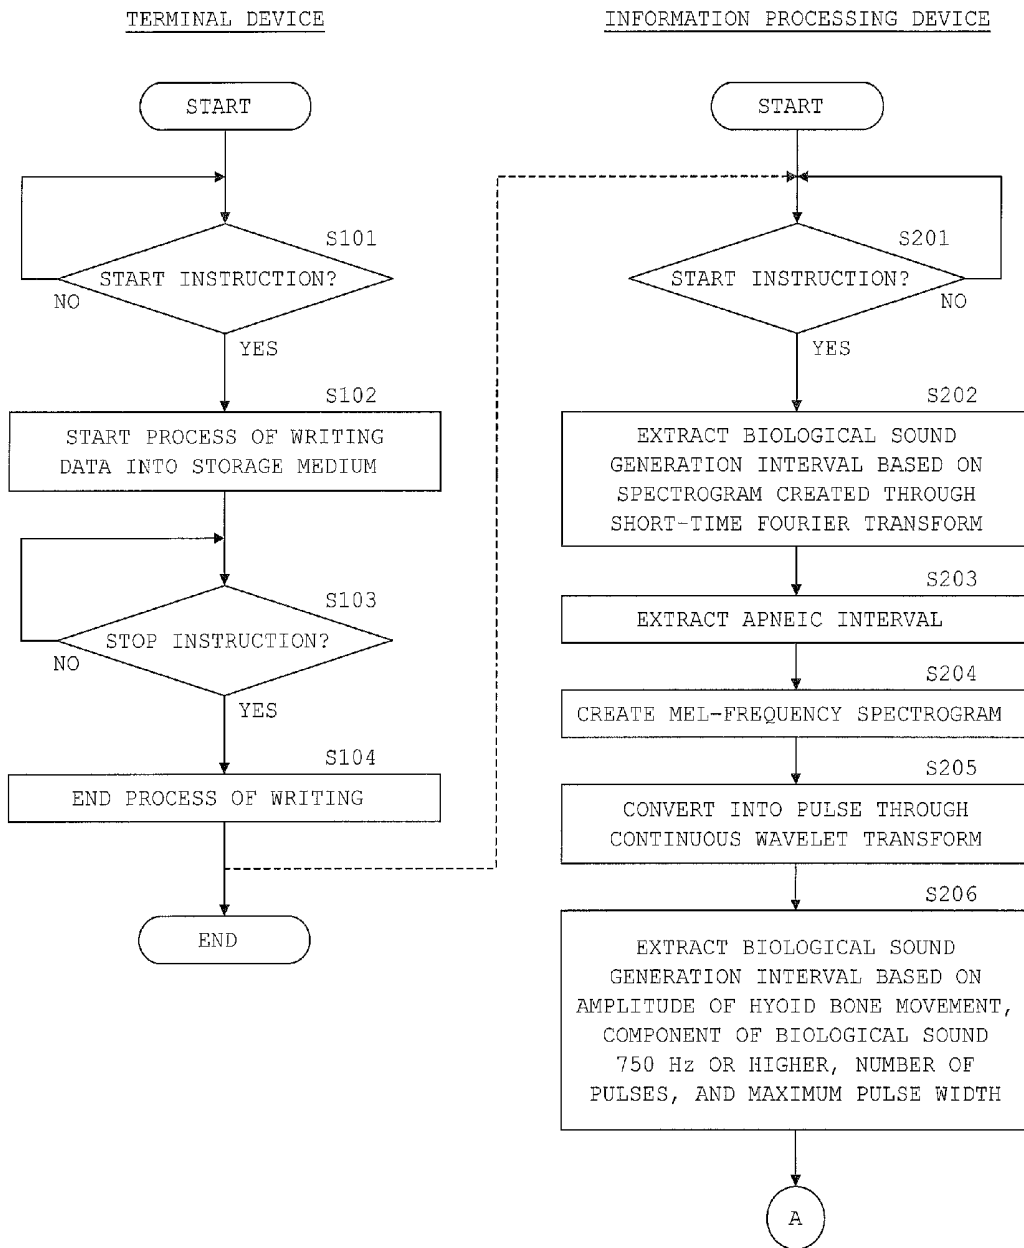 TERMINAL DEVICE
START
S101
START INSTRUCTION?
NO
YES
S102
START PROCESS OF WRITING
DATA INTO STORAGE MEDIUM
S103
STOP INSTRUCTION?
NO
YES
S104
END PROCESS OF WRITING
END
INFORMATION PROCESSING DEVICE
START
S201
START INSTRUCTION?
NO
YES
S202
EXTRACT BIOLOGICAL SOUND
GENERATION INTERVAL BASED ON
SPECTROGRAM CREATED THROUGH
SHORT-TIME FOURIER TRANSFORM
S203
EXTRACT APNEIC INTERVAL
S204
CREATE MEL-FREQUENCY SPECTROGRAM
S205
CONVERT INTO PULSE THROUGH
CONTINUOUS WAVELET TRANSFORM
S206
EXTRACT BIOLOGICAL SOUND
GENERATION INTERVAL BASED ON
AMPLITUDE OF HYOID BONE MOVEMENT,
COMPONENT OF BIOLOGICAL SOUND
750 Hz OR HIGHER, NUMBER OF
PULSES, AND MAXIMUM PULSE WIDTH
A